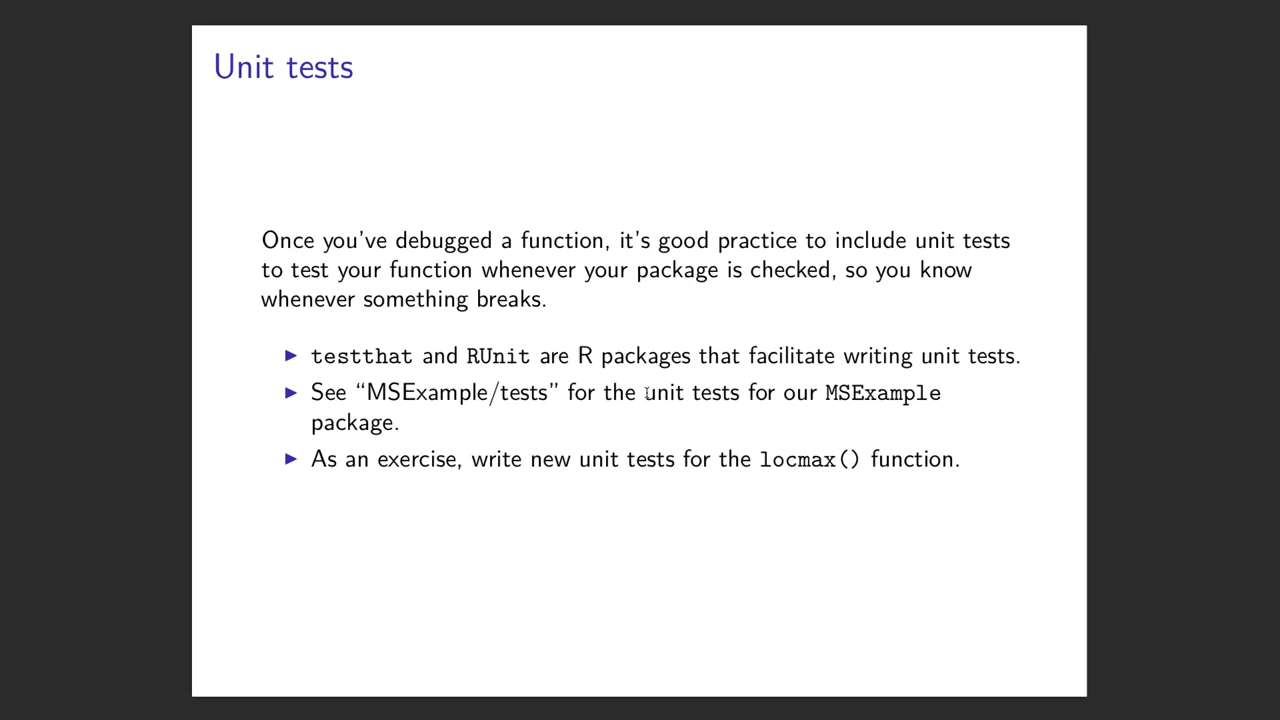 Unit tests
Once you've debugged a function, it's good practice to include unit tests
to test your function whenever your package is checked, so you know
whenever something breaks.
▶ testthat and RUnit are R packages that facilitate writing unit tests.
▶ See “MSExample/tests” for the unit tests for our MSExample
package.
▶ As an exercise, write new unit tests for the locmax() function.